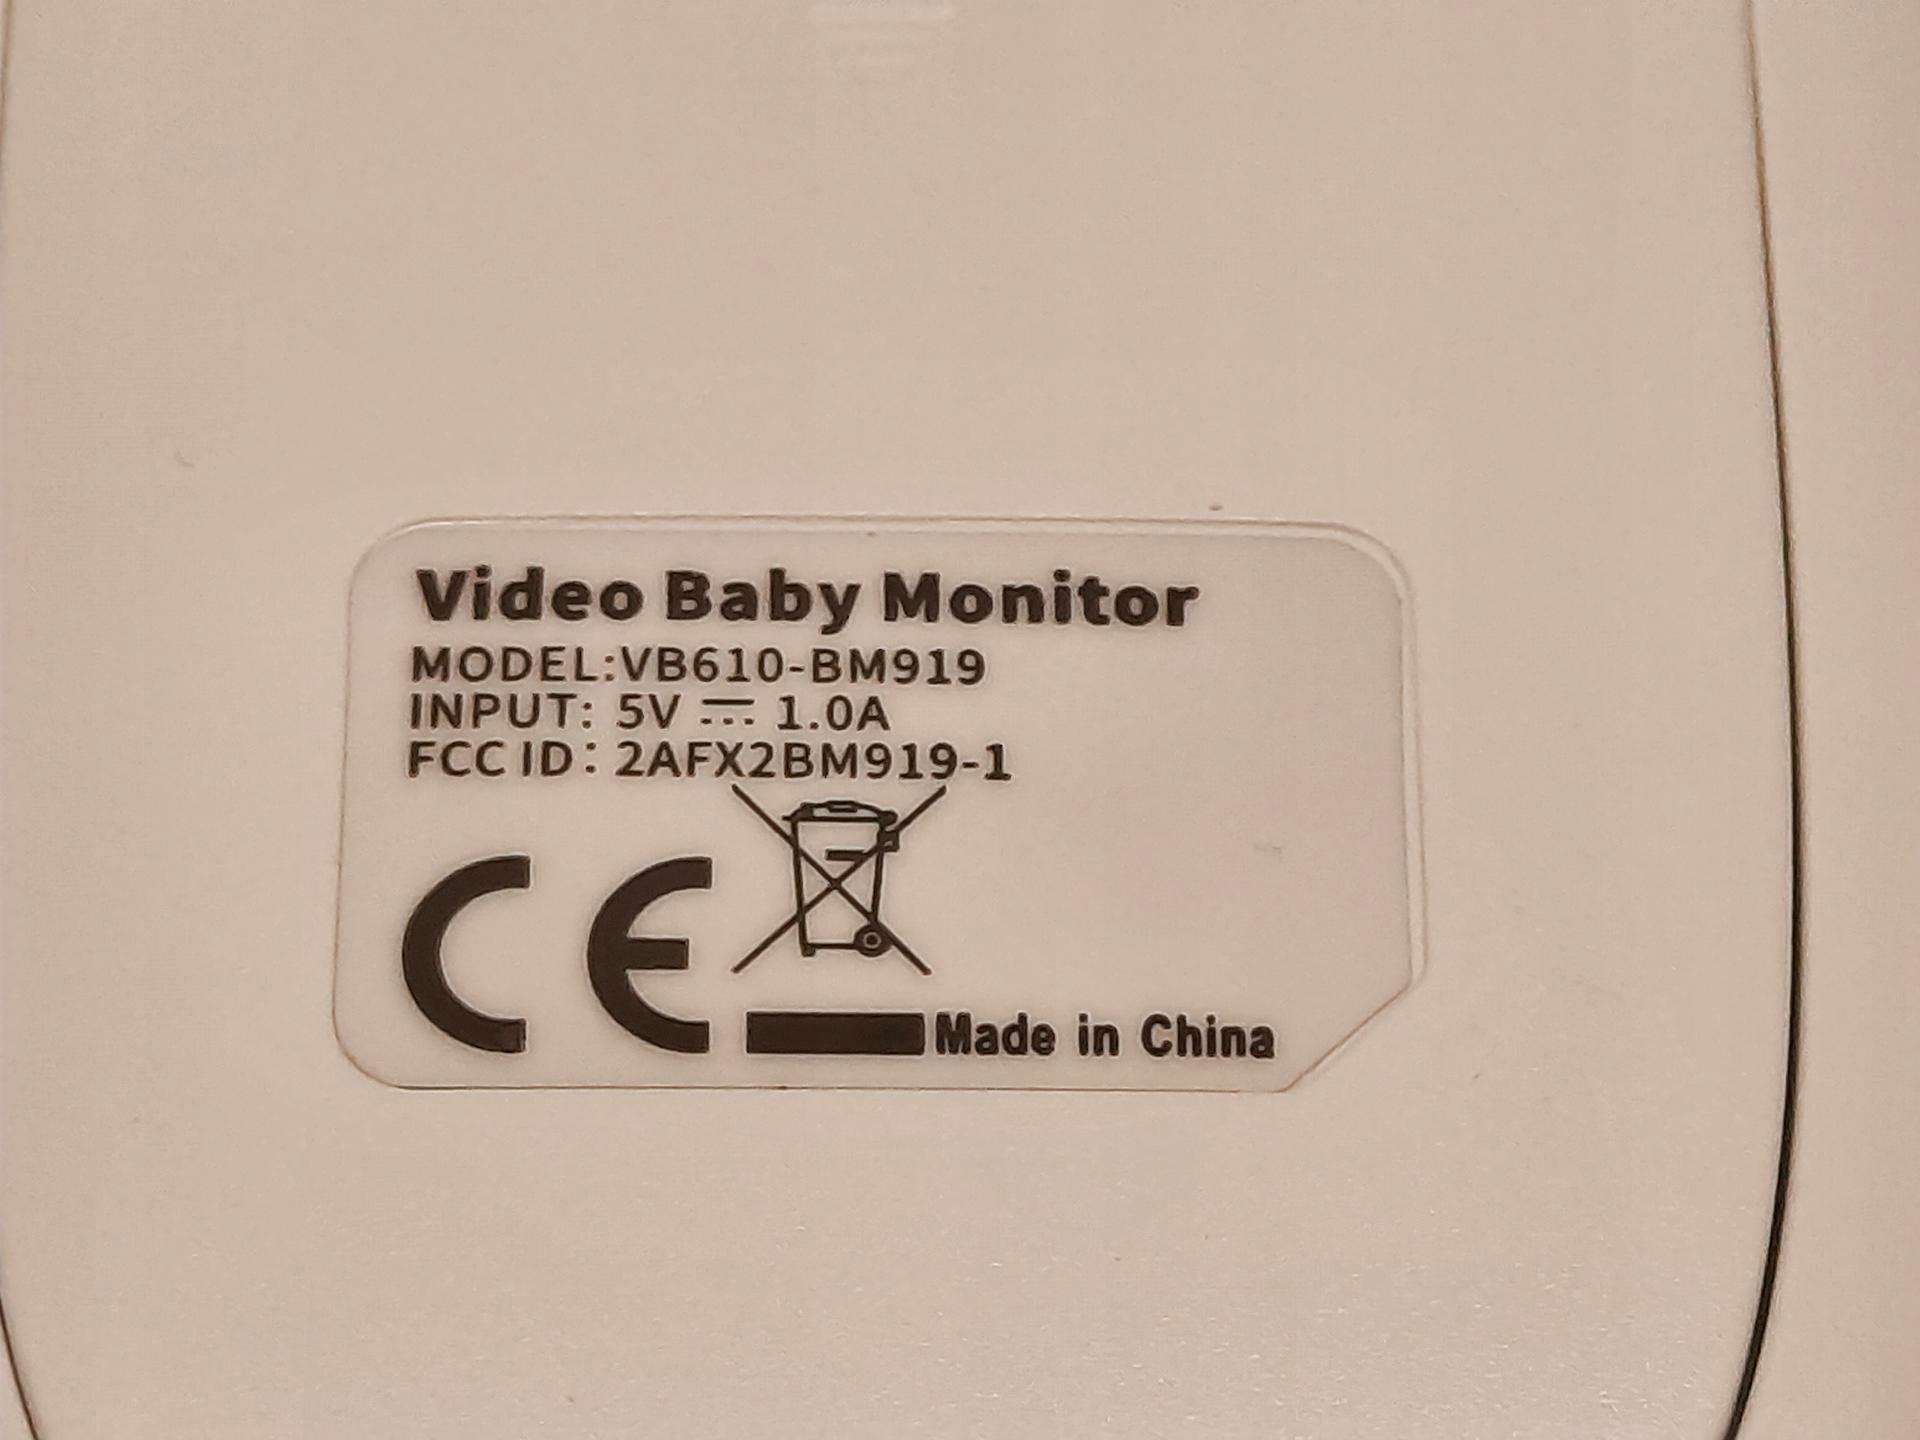 Video Baby Monitor
MODEL:VB610-BM919
INPUT: 5V ⎓ 1.0A
FCC ID: 2AFX2BM919-1
CE
Made in China